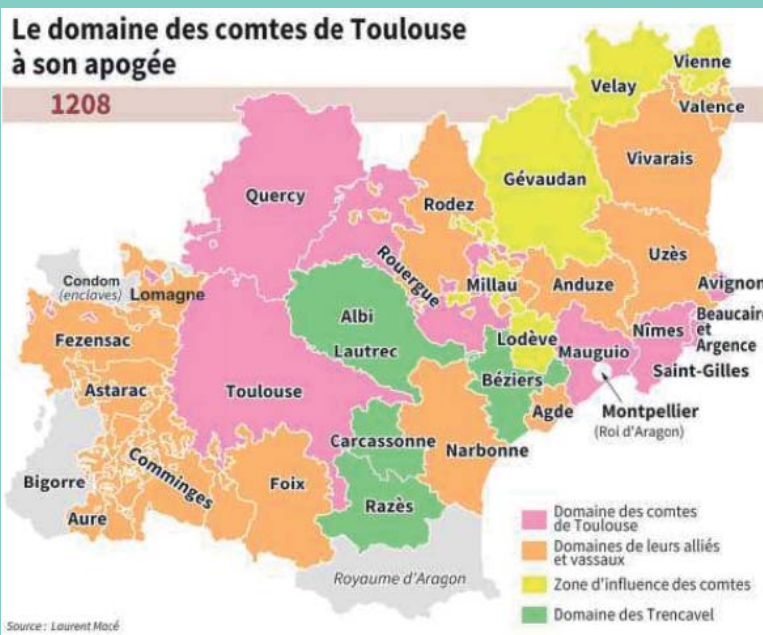 Le domaine des comtes de Toulouse
à son apogée
1208
Vienne
Velay
Valence
Vivarais
Gévaudan
Quercy
Rodez
Uzès
Rouergue
Condom
(enclaves)
Lomagne
Millau
Anduze
Avignon
Albi
Beaucaire
et
Argence
Fezensac
Lautrec
Lodève
Mauguio
Nîmes
Saint-Gilles
Astarac
Toulouse
Béziers
Agde
Montpellier
(Roi d'Aragon)
Carcassonne
Narbonne
Bigorre
Comminges
Foix
Razès
Aure
Royaume d'Aragon
Domaine des comtes
de Toulouse
Domaines de leurs alliés
et vassaux
Zone d'influence des comtes
Domaine des Trencavel
Source : Laurent Macé